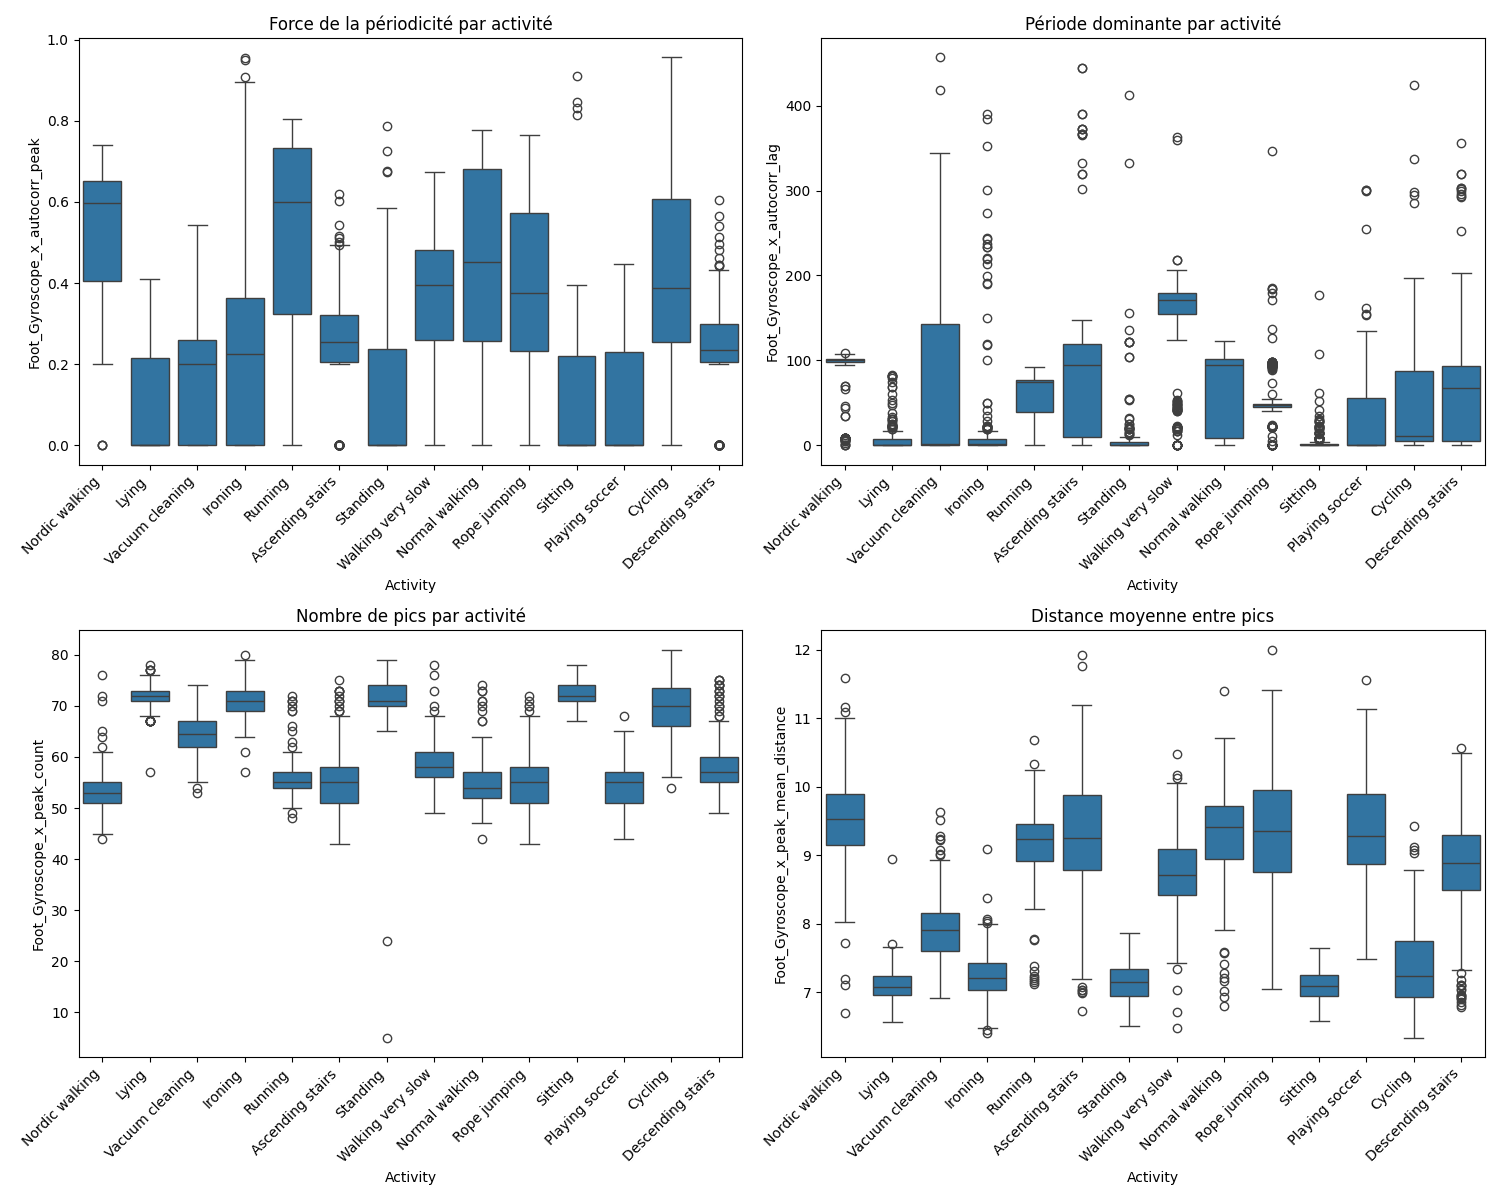 Force de la périodicité par activité
Foot_Gyroscope_x_autocorr_peak
1.0
0.8
0.6
0.4
0.2
0.0
Nordic walking
Lying
Vacuum cleaning
Ironing
Running
Ascending stairs
Standing
Walking very slow
Normal walking
Rope jumping
Sitting
Playing soccer
Cycling
Descending stairs
Activity
Période dominante par activité
Foot_Gyroscope_x_autocorr_lag
400
300
200
100
0
Nordic walking
Lying
Vacuum cleaning
Ironing
Running
Ascending stairs
Standing
Walking very slow
Normal walking
Rope jumping
Sitting
Playing soccer
Cycling
Descending stairs
Activity
Nombre de pics par activité
Foot_Gyroscope_x_peak_count
80
70
60
50
40
30
20
10
Nordic walking
Lying
Vacuum cleaning
Ironing
Running
Ascending stairs
Standing
Walking very slow
Normal walking
Rope jumping
Sitting
Playing soccer
Cycling
Descending stairs
Activity
Distance moyenne entre pics
Foot_Gyroscope_x_peak_mean_distance
12
11
10
9
8
7
Nordic walking
Lying
Vacuum cleaning
Ironing
Running
Ascending stairs
Standing
Walking very slow
Normal walking
Rope jumping
Sitting
Playing soccer
Cycling
Descending stairs
Activity